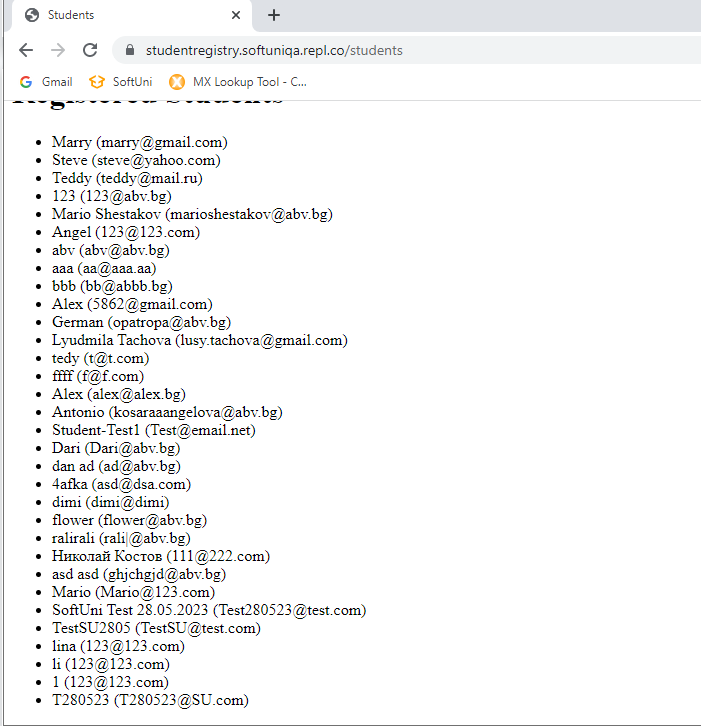 Students
studentregistry.softuniqa.repl.co/students
Gmail SoftUni MX Lookup Tool - C...
Registered Students
Marry (marry@gmail.com)
Steve (steve@yahoo.com)
Teddy (teddy@mail.ru)
123 (123@abv.bg)
Mario Shestakov (marioshestakov@abv.bg)
Angel (123@123.com)
abv (abv@abv.bg)
aaa (aa@aaa.aa)
bbb (bb@abbb.bg)
Alex (5862@gmail.com)
German (opatropa@abv.bg)
Lyudmila Tachova (lusy.tachova@gmail.com)
tedy (t@t.com)
ffff (f@f.com)
Alex (alex@alex.bg)
Antonio (kosaraaangelova@abv.bg)
Student-Test1 (Test@email.net)
Dari (Dari@abv.bg)
dan ad (ad@abv.bg)
4afka (asd@dsa.com)
dimi (dimi@dimi)
flower (flower@abv.bg)
ralirali (rali|@abv.bg)
Николай Костов (111@222.com)
asd asd (ghjchgjd@abv.bg)
Mario (Mario@123.com)
SoftUni Test 28.05.2023 (Test280523@test.com)
TestSU2805 (TestSU@test.com)
lina (123@123.com)
li (123@123.com)
1 (123@123.com)
T280523 (T280523@SU.com)